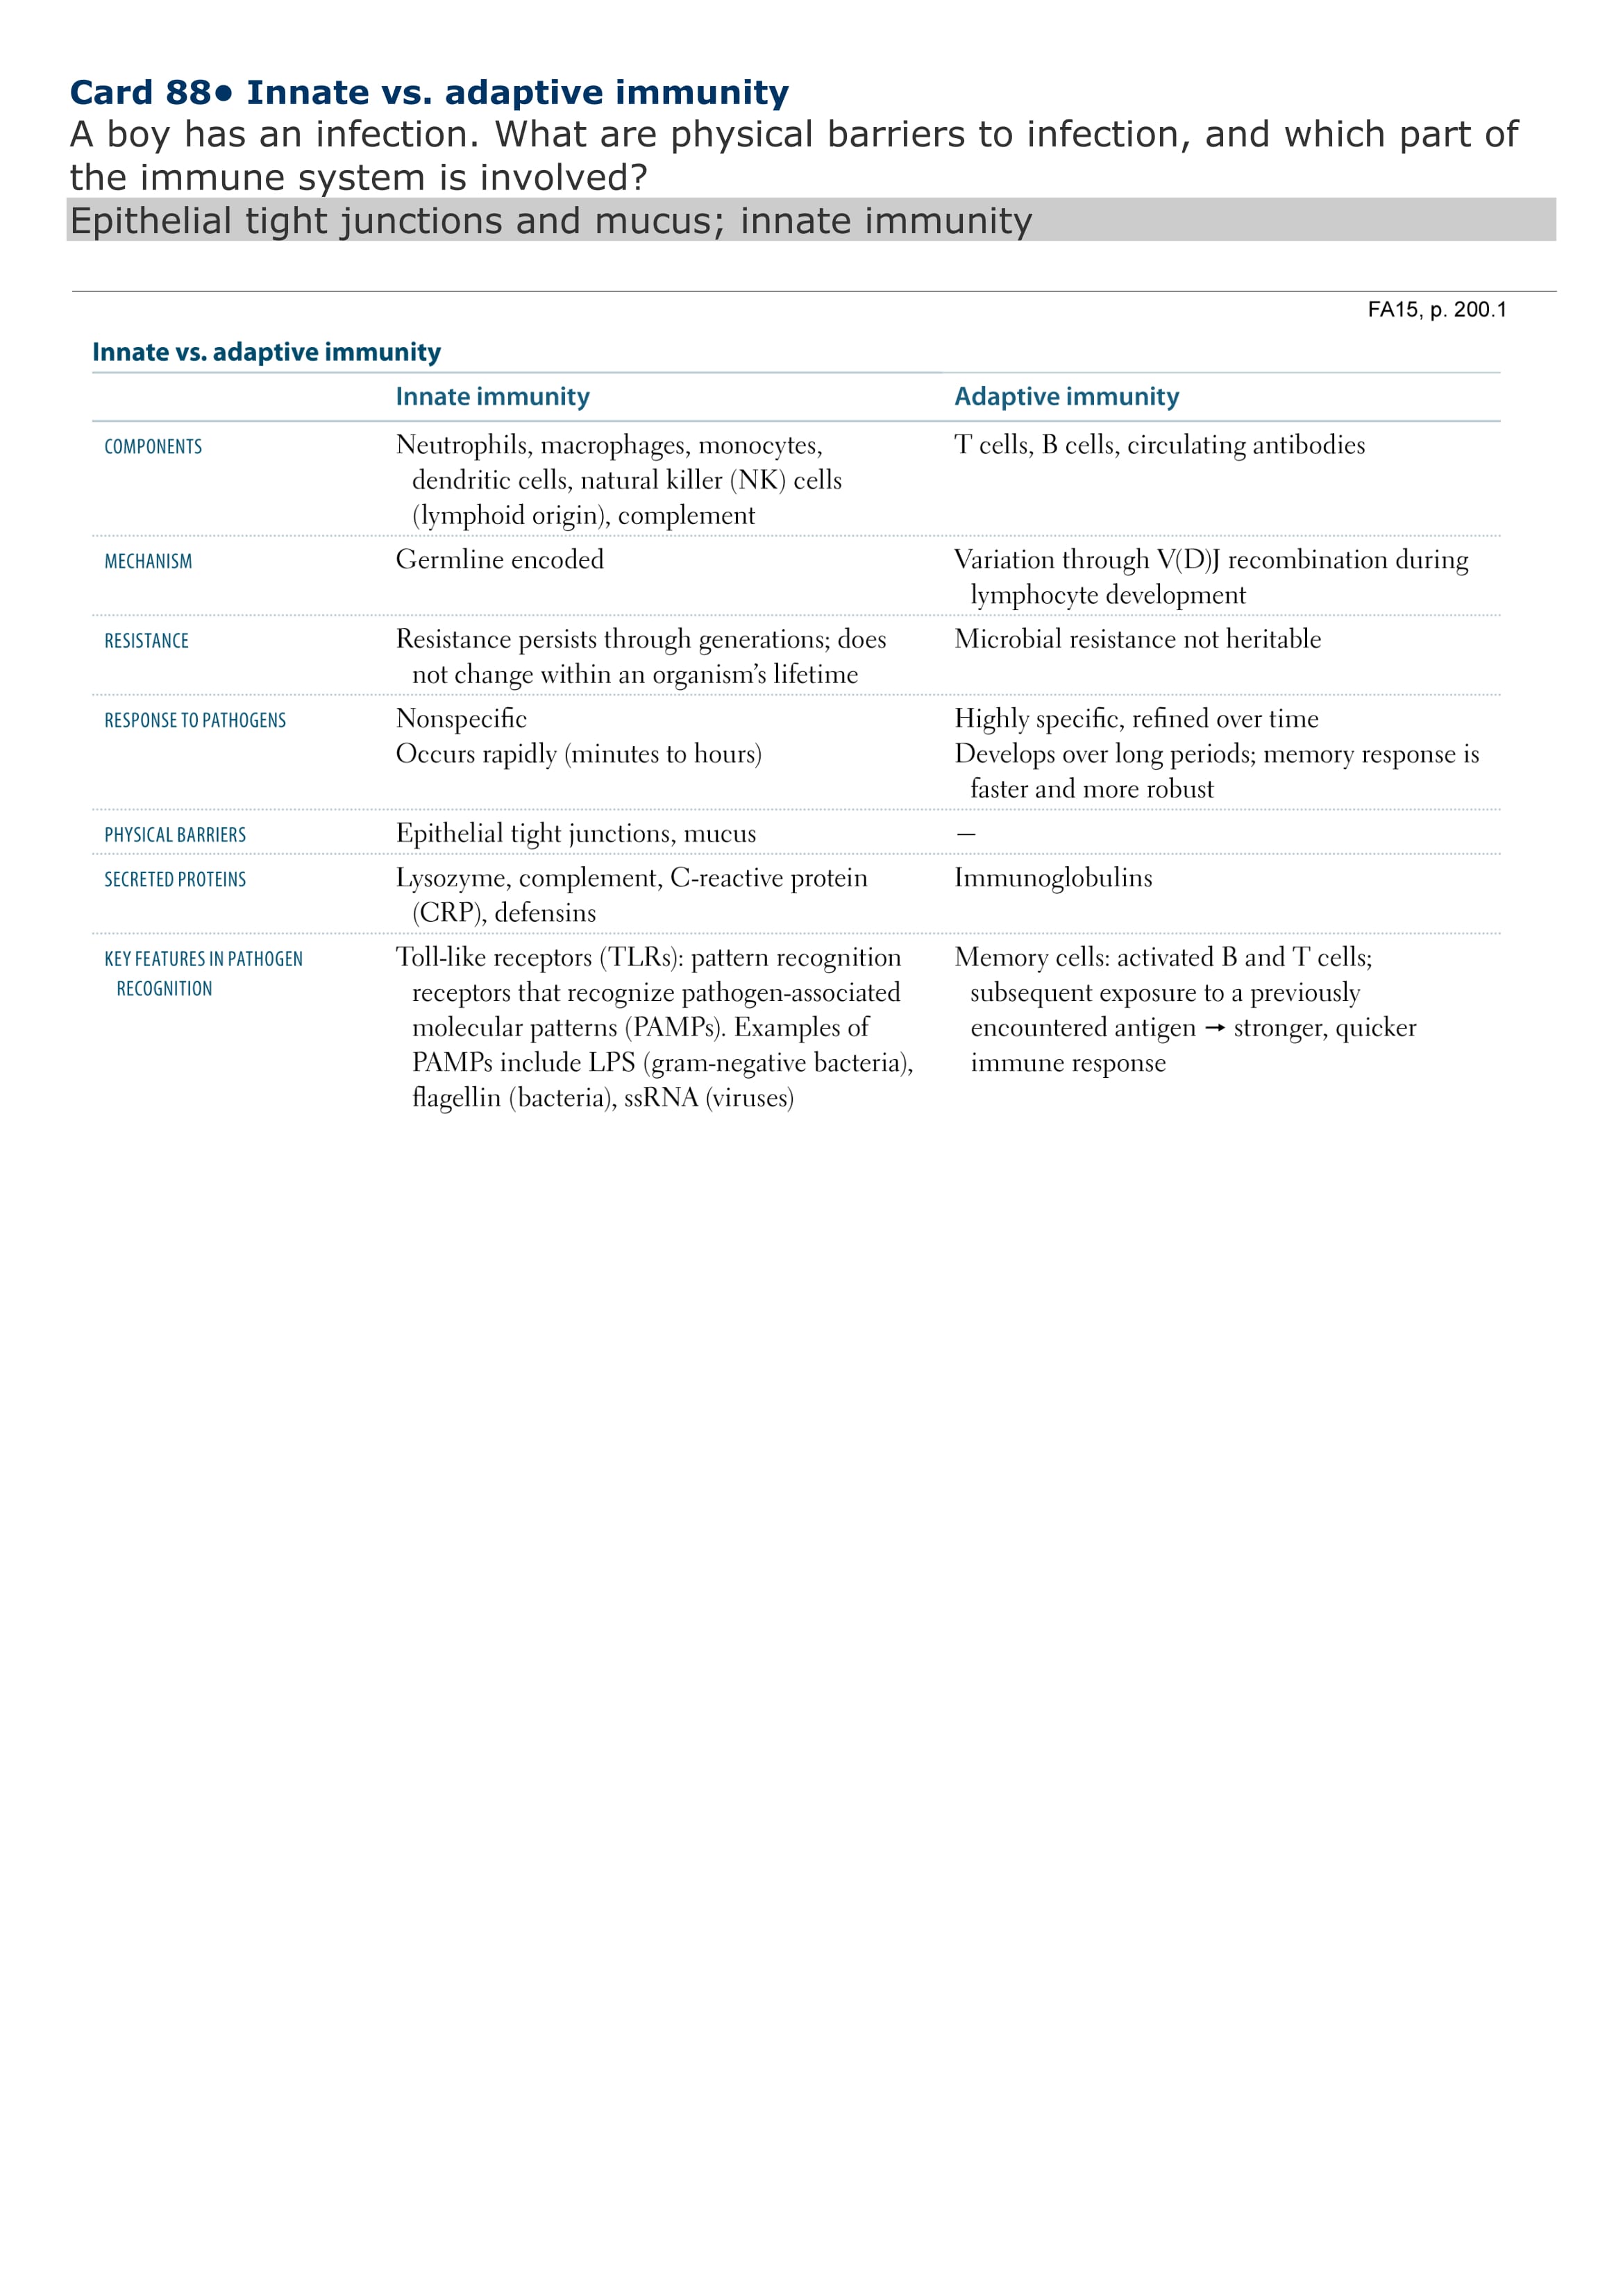 Card 88● Innate vs. adaptive immunity
A boy has an infection. What are physical barriers to infection, and which part of
the immune system is involved?
Epithelial tight junctions and mucus; innate immunity
FA15, p. 200.1
Innate vs. adaptive immunity
Innate immunity Adaptive immunity
COMPONENTS Neutrophils, macrophages, monocytes, T cells, B cells, circulating antibodies
dendritic cells, natural killer (NK) cells
(lymphoid origin), complement
MECHANISM Germline encoded Variation through V(D)J recombination during
lymphocyte development
RESISTANCE Resistance persists through generations; does Microbial resistance not heritable
not change within an organism’s lifetime
RESPONSE TO PATHOGENS Nonspecific Highly specific, refined over time
Occurs rapidly (minutes to hours) Develops over long periods; memory response is
faster and more robust
PHYSICAL BARRIERS Epithelial tight junctions, mucus —
SECRETED PROTEINS Lysozyme, complement, C-reactive protein Immunoglobulins
(CRP), defensins
KEY FEATURES IN PATHOGEN Toll-like receptors (TLRs): pattern recognition Memory cells: activated B and T cells;
RECOGNITION receptors that recognize pathogen-associated subsequent exposure to a previously
molecular patterns (PAMPs). Examples of encountered antigen → stronger, quicker
PAMPs include LPS (gram-negative bacteria), immune response
flagellin (bacteria), ssRNA (viruses)